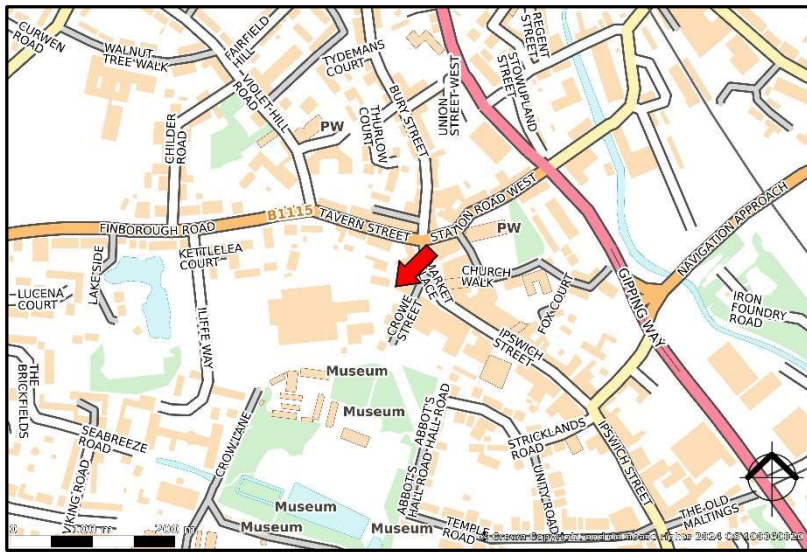 CURWEN
ROAD
WALNUT
TREE WALK
FAIRFIELD
HILL
TYDEMANS
COURT
REGENT
STREET
STOWUPLAND
STREET
UNION
STREET-WEST
VIOLET-HILL
ROAD
BURY STREET
THURLOW
COURT
PW
CHILDER
ROAD
B1115
FINBOROUGH ROAD
TAVERN STREET
STATION ROAD WEST
PW
NAVIGATION APPROACH
KETTLELEA
COURT
LAKE-SIDE
LUCENA
COURT
ILIFFE WAY
MARKET
PLACE
CHURCH
WALK
FOX COURT
GIPPING WAY
IRON
FOUNDRY
ROAD
CROWE
STREET
IPSWICH
STREET
THE
BRICKFIELDS
SEABREEZE
ROAD
VIKING ROAD
CROW LANE
Museum
Museum
ABBOT'S
HALL-ROAD
ABBOT'S
HALL ROAD
STRICKLANDS
ROAD
UNITY-ROAD
IPSWICH STREET
THE OLD
MALTINGS
Museum
Museum
Museum
TEMPLE
ROAD
0 100 m 200 m